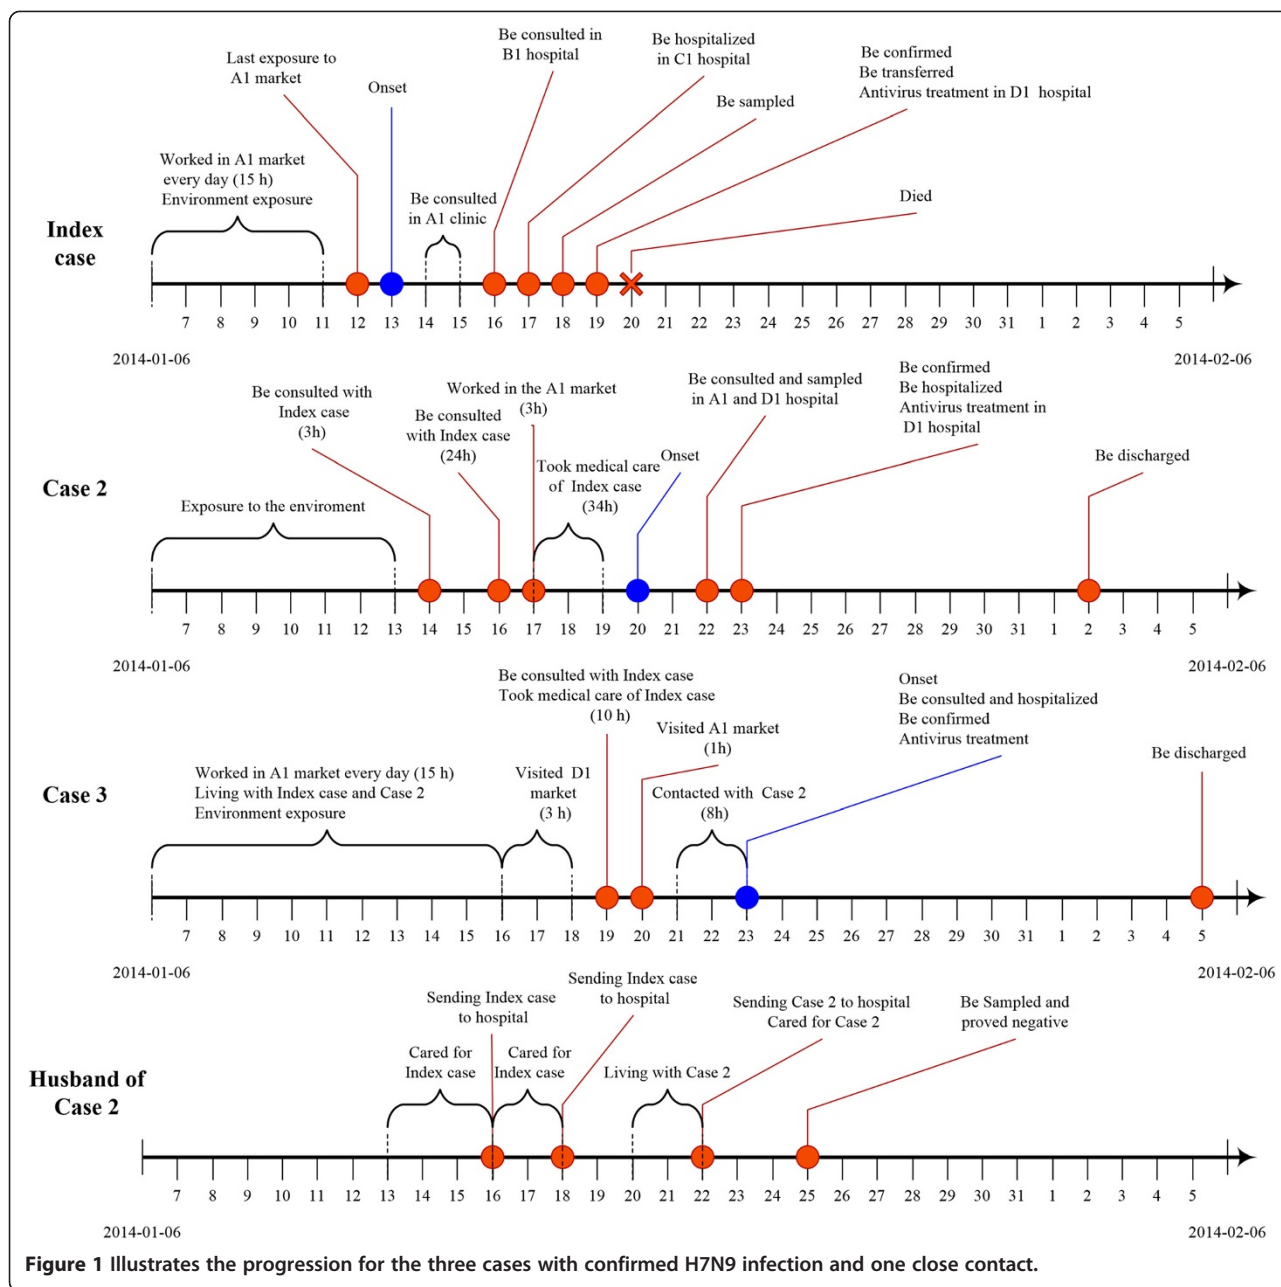 Last exposure to
A1 market
Onset
Be consulted in
B1 hospital
Be hospitalized
in C1 hospital
Be sampled
Be confirmed
Be transferred
Antivirus treatment in D1 hospital
Worked in A1 market
every day (15 h)
Environment exposure
Be consulted
in A1 clinic
Died
Index
case
7 8 9 10 11 12 13 14 15 16 17 18 19 20 21 22 23 24 25 26 27 28 29 30 31 1 2 3 4 5
2014-01-06 2014-02-06
Be consulted with
Index case
(3h)
Be consulted
with Index case
(24h)
Worked in the A1 market
(3h)
Took medical care
of Index case
(34h)
Onset
Be consulted and sampled
in A1 and D1 hospital
Be confirmed
Be hospitalized
Antivirus treatment in
D1 hospital
Be discharged
Case 2
Exposure to the enviroment
7 8 9 10 11 12 13 14 15 16 17 18 19 20 21 22 23 24 25 26 27 28 29 30 31 1 2 3 4 5
2014-01-06 2014-02-06
Be consulted with Index case
Took medical care of Index case
(10 h)
Visited A1 market
(1h)
Onset
Be consulted and hospitalized
Be confirmed
Antivirus treatment
Be discharged
Case 3
Worked in A1 market every day (15 h)
Living with Index case and Case 2
Environment exposure
Visited D1
market
(3 h)
Contacted with Case 2
(8h)
7 8 9 10 11 12 13 14 15 16 17 18 19 20 21 22 23 24 25 26 27 28 29 30 31 1 2 3 4 5
2014-01-06 2014-02-06
Sending Index case
to hospital
Sending Index case
to hospital
Sending Case 2 to hospital
Cared for Case 2
Be Sampled and
proved negative
Husband of
Case 2
Cared for
Index case
Cared for
Index case
Living with Case 2
7 8 9 10 11 12 13 14 15 16 17 18 19 20 21 22 23 24 25 26 27 28 29 30 31 1 2 3 4 5
2014-01-06 2014-02-06
Figure 1 Illustrates the progression for the three cases with confirmed H7N9 infection and one close contact.